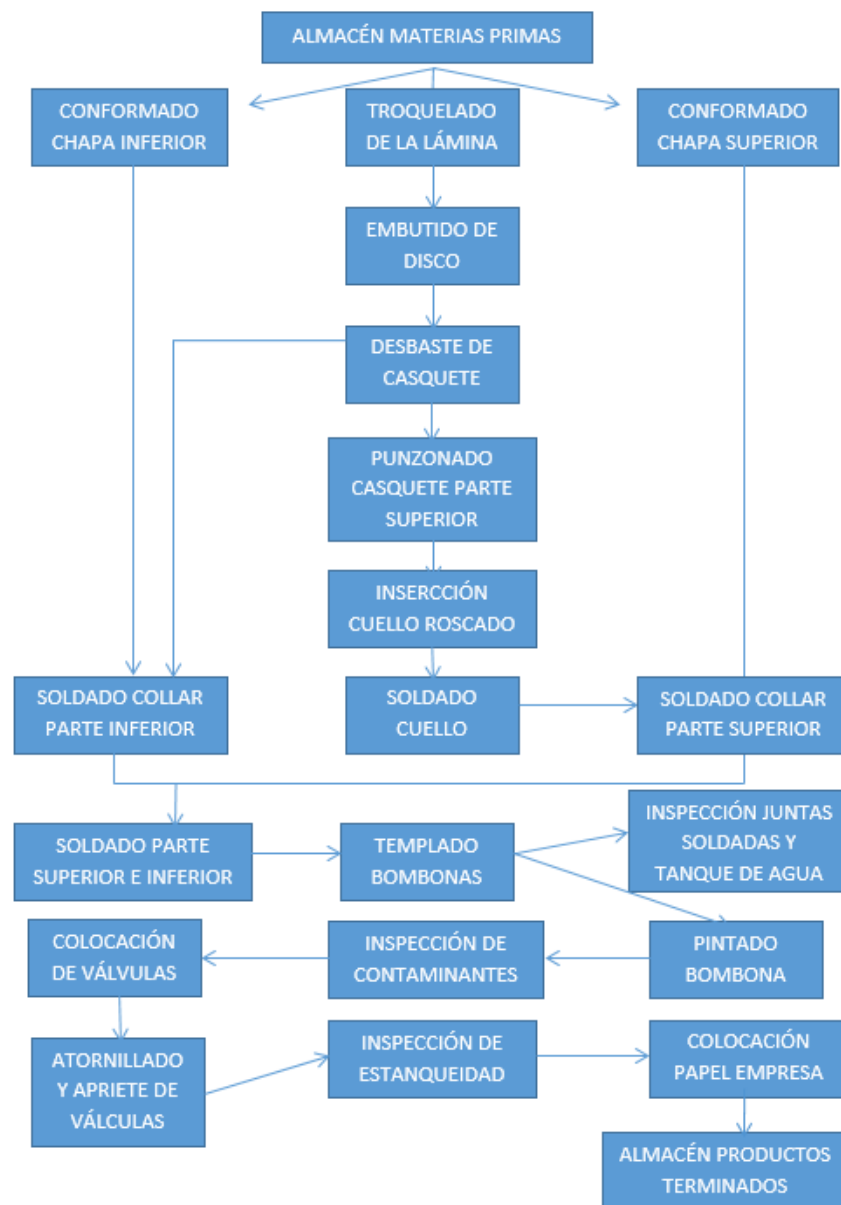 ALMACÉN MATERIAS PRIMAS
CONFORMADO
CHAPA INFERIOR
TROQUELADO
DE LA LÁMINA
CONFORMADO
CHAPA SUPERIOR
EMBUTIDO DE
DISCO
DESBASTE DE
CASQUETE
PUNZONADO
CASQUETE PARTE
SUPERIOR
INSERCCIÓN
CUELLO ROSCADO
SOLDADO COLLAR
PARTE INFERIOR
SOLDADO
CUELLO
SOLDADO COLLAR
PARTE SUPERIOR
SOLDADO PARTE
SUPERIOR E INFERIOR
TEMPLADO
BOMBONAS
INSPECCIÓN JUNTAS
SOLDADAS Y
TANQUE DE AGUA
COLOCACIÓN
DE VÁLVULAS
INSPECCIÓN DE
CONTAMINANTES
PINTADO
BOMBONA
ATORNILLADO
Y APRIETE DE
VÁLCULAS
INSPECCIÓN DE
ESTANQUEIDAD
COLOCACIÓN
PAPEL EMPRESA
ALMACÉN PRODUCTOS
TERMINADOS